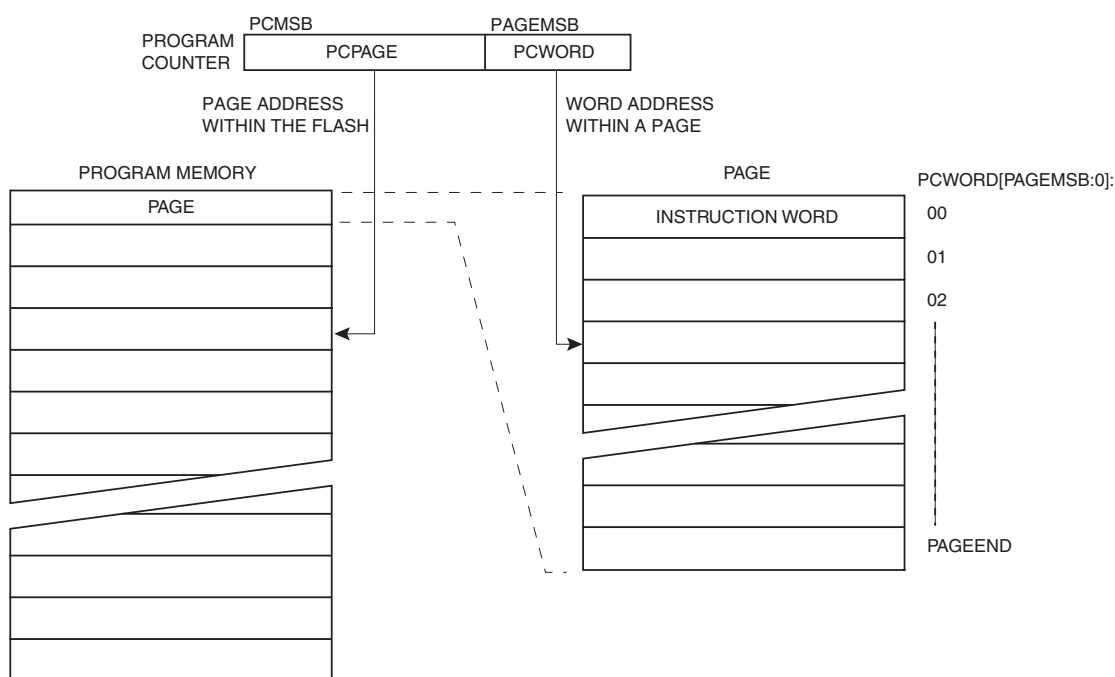 PCMSB
PAGEMSB
PROGRAM
COUNTER
PCPAGE
PCWORD
PAGE ADDRESS
WITHIN THE FLASH
WORD ADDRESS
WITHIN A PAGE
PROGRAM MEMORY
PAGE
PAGE
PCWORD[PAGEMSB:0]:
INSTRUCTION WORD
00
01
02
PAGEEND